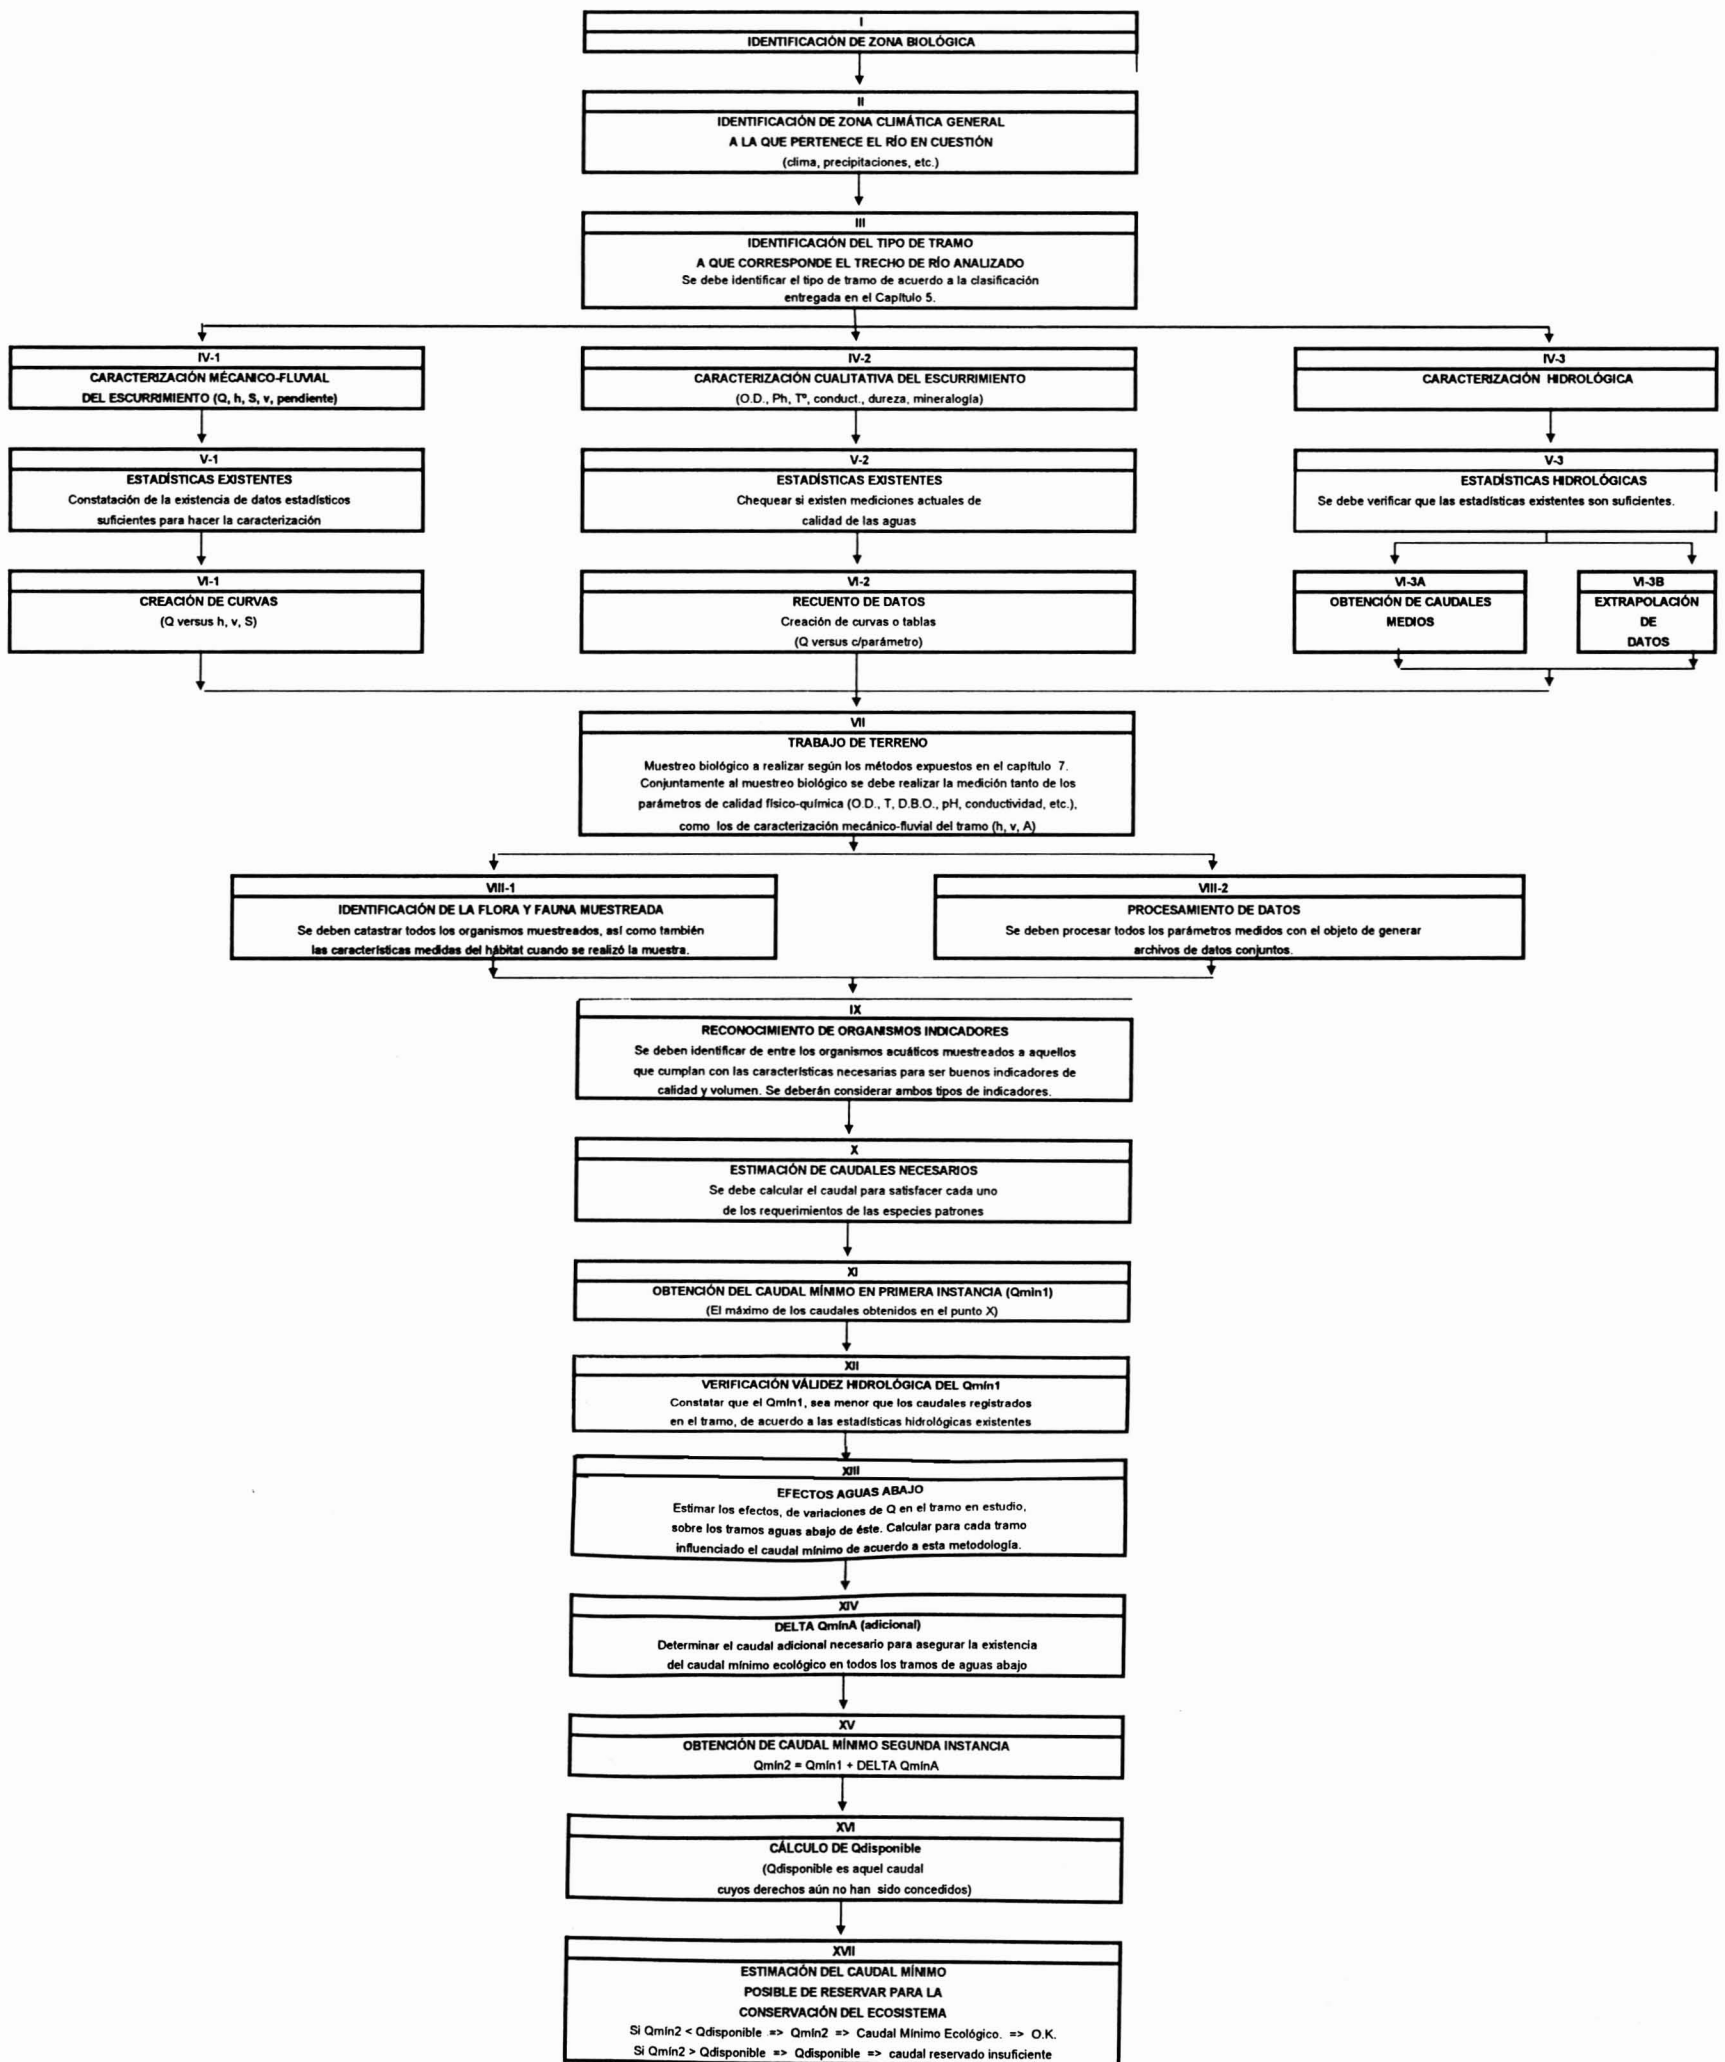 I
IDENTIFICACIÓN DE ZONA BIOLÓGICA
II
IDENTIFICACIÓN DE ZONA CLIMÁTICA GENERAL
A LA QUE PERTENECE EL RÍO EN CUESTIÓN
(clima, precipitaciones, etc.)
III
IDENTIFICACIÓN DEL TIPO DE TRAMO
A QUE CORRESPONDE EL TRECHO DE RÍO ANALIZADO
Se debe identificar el tipo de tramo de acuerdo a la clasificación
entregada en el Capítulo 5.
IV-1
CARACTERIZACIÓN MÉCANICO-FLUVIAL
DEL ESCURRIMIENTO (Q, h, S, v, pendiente)
IV-2
CARACTERIZACIÓN CUALITATIVA DEL ESCURRIMIENTO
(O.D., Ph, Tº, conduct., dureza, mineralogía)
IV-3
CARACTERIZACIÓN HIDROLÓGICA
V-1
ESTADÍSTICAS EXISTENTES
Constatación de la existencia de datos estadísticos
suficientes para hacer la caracterización
V-2
ESTADÍSTICAS EXISTENTES
Chequear si existen mediciones actuales de
calidad de las aguas
V-3
ESTADÍSTICAS HIDROLÓGICAS
Se debe verificar que las estadísticas existentes son suficientes.
VI-1
CREACIÓN DE CURVAS
(Q versus h, v, S)
VI-2
RECUENTO DE DATOS
Creación de curvas o tablas
(Q versus c/parámetro)
VI-3A
OBTENCIÓN DE CAUDALES
MEDIOS
VI-3B
EXTRAPOLACIÓN
DE
DATOS
VII
TRABAJO DE TERRENO
Muestreo biológico a realizar según los métodos expuestos en el capítulo 7.
Conjuntamente al muestreo biológico se debe realizar la medición tanto de los
parámetros de calidad físico-química (O.D., T, D.B.O., pH, conductividad, etc.),
como los de caracterización mecánico-fluvial del tramo (h, v, A)
VIII-1
IDENTIFICACIÓN DE LA FLORA Y FAUNA MUESTREADA
Se deben catastrar todos los organismos muestreados, así como también
las características medidas del hábitat cuando se realizó la muestra.
VIII-2
PROCESAMIENTO DE DATOS
Se deben procesar todos los parámetros medidos con el objeto de generar
archivos de datos conjuntos.
IX
RECONOCIMIENTO DE ORGANISMOS INDICADORES
Se deben identificar de entre los organismos acuáticos muestreados a aquellos
que cumplan con las características necesarias para ser buenos indicadores de
calidad y volumen. Se deberán considerar ambos tipos de indicadores.
X
ESTIMACIÓN DE CAUDALES NECESARIOS
Se debe calcular el caudal para satisfacer cada uno
de los requerimientos de las especies patrones
XI
OBTENCIÓN DEL CAUDAL MÍNIMO EN PRIMERA INSTANCIA (Qmín1)
(El máximo de los caudales obtenidos en el punto X)
XII
VERIFICACIÓN VÁLIDEZ HIDROLÓGICA DEL Qmín1
Constatar que el Qmín1, sea menor que los caudales registrados
en el tramo, de acuerdo a las estadísticas hidrológicas existentes
XIII
EFECTOS AGUAS ABAJO
Estimar los efectos, de variaciones de Q en el tramo en estudio,
sobre los tramos aguas abajo de éste. Calcular para cada tramo
influenciado el caudal mínimo de acuerdo a esta metodología.
XIV
DELTA QmínA (adicional)
Determinar el caudal adicional necesario para asegurar la existencia
del caudal mínimo ecológico en todos los tramos de aguas abajo
XV
OBTENCIÓN DE CAUDAL MÍNIMO SEGUNDA INSTANCIA
Qmín2 = Qmín1 + DELTA QmínA
XVI
CÁLCULO DE Qdisponible
(Qdisponible es aquel caudal
cuyos derechos aún no han sido concedidos)
XVII
ESTIMACIÓN DEL CAUDAL MÍNIMO
POSIBLE DE RESERVAR PARA LA
CONSERVACIÓN DEL ECOSISTEMA
Si Qmín2 < Qdisponible => Qmín2 => Caudal Mínimo Ecológico. => O.K.
Si Qmín2 > Qdisponible => Qdisponible => caudal reservado insuficiente